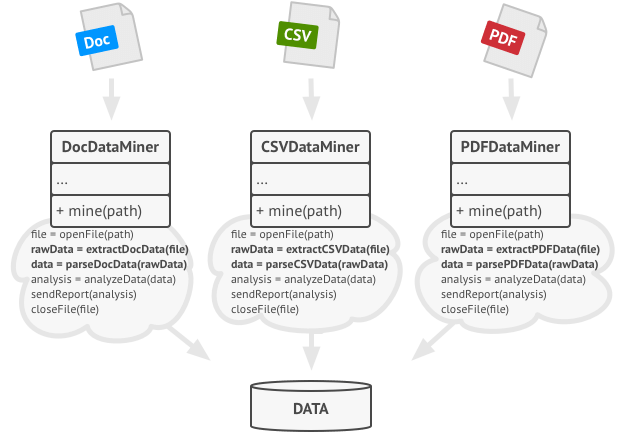 Doc
CSV
PDF
DocDataMiner
...
+ mine(path)
file = openFile(path)
rawData = extractDocData(file)
data = parseDocData(rawData)
analysis = analyzeData(data)
sendReport(analysis)
closeFile(file)
CSVDataMiner
...
+ mine(path)
file = openFile(path)
rawData = extractCSVData(file)
data = parseCSVData(rawData)
analysis = analyzeData(data)
sendReport(analysis)
closeFile(file)
PDFDataMiner
...
+ mine(path)
file = openFile(path)
rawData = extractPDFData(file)
data = parsePDFData(rawData)
analysis = analyzeData(data)
sendReport(analysis)
closeFile(file)
DATA